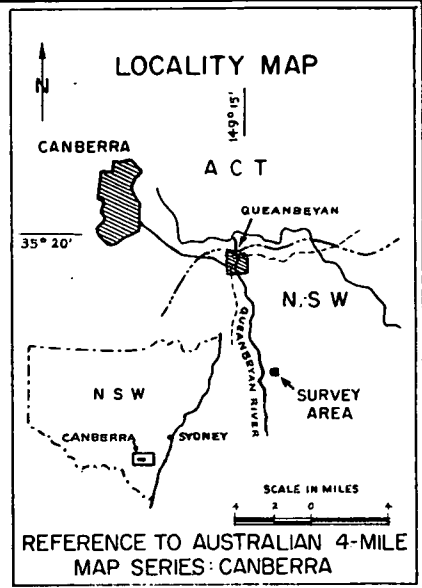 LOCALITY MAP
N
149° 15'
CANBERRA
A C T
QUEANBEYAN
35° 20'
N.S W
QUEANBEYAN RIVER
N S W
SURVEY
AREA
CANBERRA
SYDNEY
SCALE IN MILES
4 2 0 4
REFERENCE TO AUSTRALIAN 4-MILE
MAP SERIES: CANBERRA